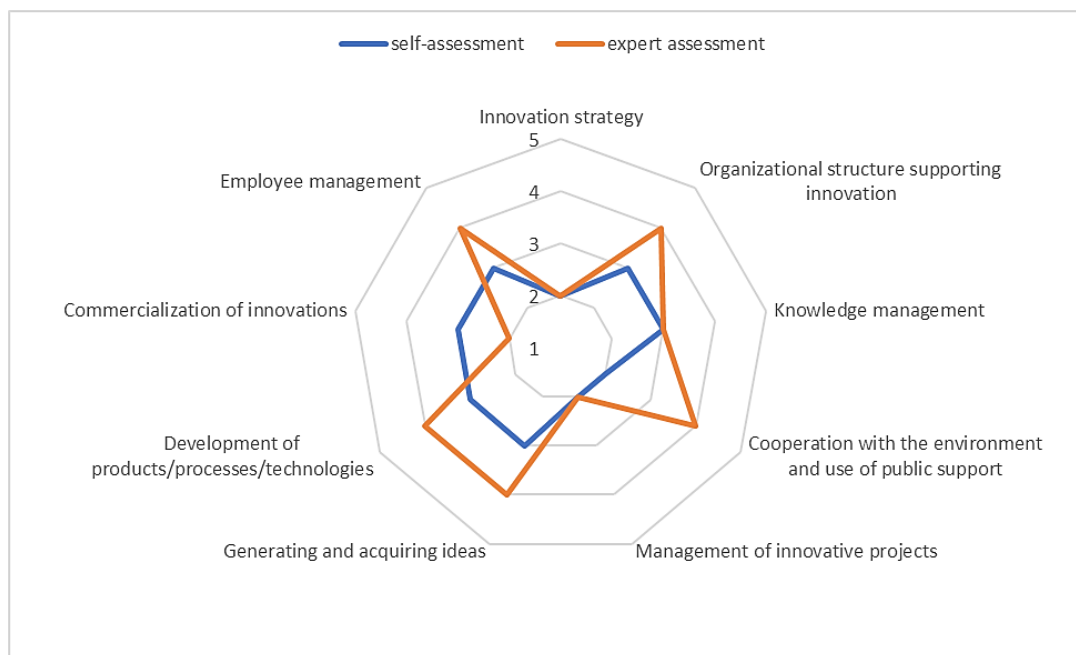 self-assessment
expert assessment
Innovation strategy
5
Organizational structure supporting
innovation
Employee management
4
3
2
Commercialization of innovations
Knowledge management
1
Development of
products/processes/technologies
Cooperation with the environment
and use of public support
Generating and acquiring ideas
Management of innovative projects